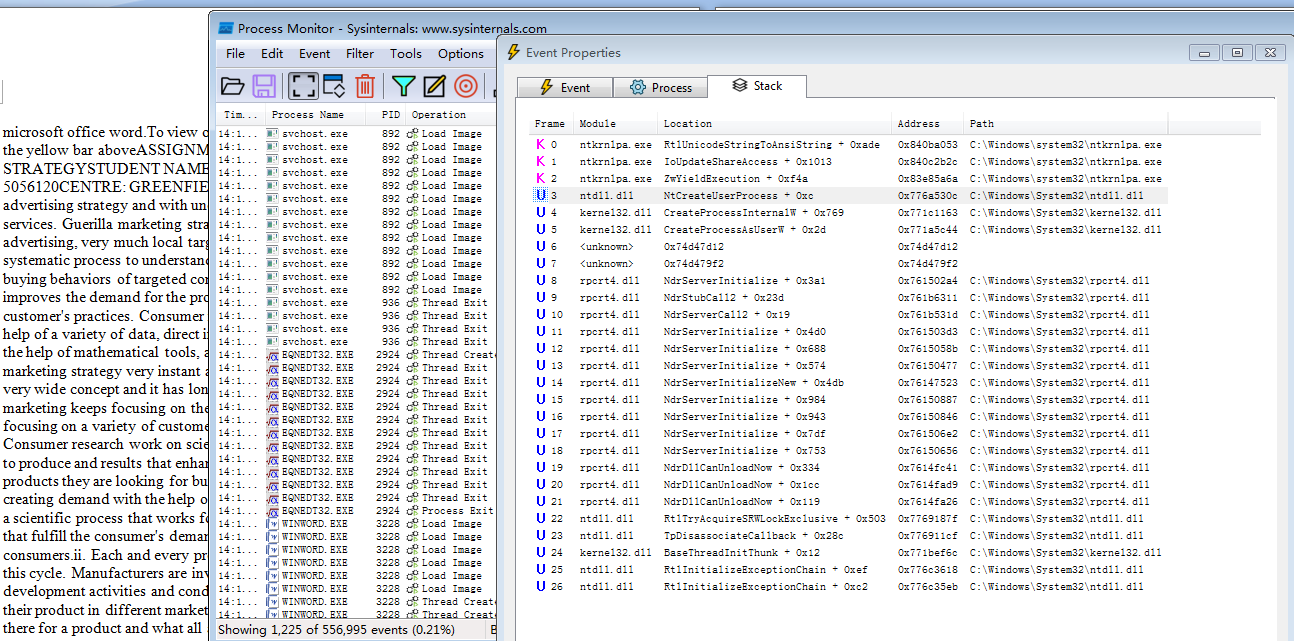 microsoft office word.To view o
the yellow bar aboveASSIGNM
STRATEGYSTUDENT NAME
5056120CENTRE: GREENFIE
advertising strategy and with un
services. Guerilla marketing stra
advertising, very much local targ
systematic process to understand
buying behaviors of targeted con
improves the demand for the pro
customer's practices. Consumer
help of a variety of data, direct i
the help of mathematical tools, a
marketing strategy very instant a
very wide concept and it has lon
marketing keeps focusing on the
focusing on a variety of custome
Consumer research work on scie
to produce and results that enhan
products they are looking for bu
creating demand with the help o
a scientific process that works fo
that fulfill the consumer's deman
consumers.ii. Each and every pro
this cycle. Manufacturers are inv
development activities and cond
their product in different market
there for a product and what all
Process Monitor - Sysinternals: www.sysinternals.com
File Edit Event Filter Tools Options
Tim... Process Name PID Operation
14:1... svchost.exe 892 Load Image
14:1... svchost.exe 892 Load Image
14:1... svchost.exe 892 Load Image
14:1... svchost.exe 892 Load Image
14:1... svchost.exe 892 Load Image
14:1... svchost.exe 892 Load Image
14:1... svchost.exe 892 Load Image
14:1... svchost.exe 892 Load Image
14:1... svchost.exe 892 Load Image
14:1... svchost.exe 892 Load Image
14:1... svchost.exe 892 Load Image
14:1... svchost.exe 892 Load Image
14:1... svchost.exe 892 Load Image
14:1... svchost.exe 936 Thread Exit
14:1... svchost.exe 936 Thread Exit
14:1... svchost.exe 936 Thread Exit
14:1... svchost.exe 936 Thread Exit
14:1... EQNEDT32.EXE 2924 Thread Create
14:1... EQNEDT32.EXE 2924 Thread Exit
14:1... EQNEDT32.EXE 2924 Thread Exit
14:1... EQNEDT32.EXE 2924 Thread Exit
14:1... EQNEDT32.EXE 2924 Thread Exit
14:1... EQNEDT32.EXE 2924 Thread Exit
14:1... EQNEDT32.EXE 2924 Thread Exit
14:1... EQNEDT32.EXE 2924 Thread Exit
14:1... EQNEDT32.EXE 2924 Thread Exit
14:1... EQNEDT32.EXE 2924 Thread Exit
14:1... EQNEDT32.EXE 2924 Thread Exit
14:1... EQNEDT32.EXE 2924 Thread Exit
14:1... EQNEDT32.EXE 2924 Process Exit
14:1... WINWORD.EXE 3228 Load Image
14:1... WINWORD.EXE 3228 Load Image
14:1... WINWORD.EXE 3228 Load Image
14:1... WINWORD.EXE 3228 Load Image
14:1... WINWORD.EXE 3228 Load Image
14:1... WINWORD.EXE 3228 Load Image
14:1... WINWORD.EXE 3228 Thread Create
14:1... WINWORD.EXE 3228 Thread Create
Showing 1,225 of 556,995 events (0.21%)
Event Properties
Event Process Stack
Frame Module Location Address Path
K 0 ntkrnlpa.exe RtlUnicodeStringToAnsiString + 0xade 0x840ba053 C:\Windows\system32\ntkrnlpa.exe
K 1 ntkrnlpa.exe IoUpdateShareAccess + 0x1013 0x840c2b2c C:\Windows\system32\ntkrnlpa.exe
K 2 ntkrnlpa.exe ZwYieldExecution + 0xf4a 0x83e85a6a C:\Windows\system32\ntkrnlpa.exe
U 3 ntdll.dll NtCreateUserProcess + 0xc 0x776a530c C:\Windows\system32\ntdll.dll
U 4 kernel32.dll CreateProcessInternalW + 0x769 0x771c1163 C:\Windows\System32\kernel32.dll
U 5 kernel32.dll CreateProcessAsUserW + 0x2d 0x771a5c44 C:\Windows\System32\kernel32.dll
U 6 <unknown> 0x74d47d12 0x74d47d12
U 7 <unknown> 0x74d479f2 0x74d479f2
U 8 rpcrt4.dll NdrServerInitialize + 0x3a1 0x761502a4 C:\Windows\System32\rpcrt4.dll
U 9 rpcrt4.dll NdrStubCall2 + 0x23d 0x761b6311 C:\Windows\System32\rpcrt4.dll
U 10 rpcrt4.dll NdrServerCall2 + 0x19 0x761b531d C:\Windows\System32\rpcrt4.dll
U 11 rpcrt4.dll NdrServerInitialize + 0x4d0 0x761503d3 C:\Windows\System32\rpcrt4.dll
U 12 rpcrt4.dll NdrServerInitialize + 0x688 0x7615058b C:\Windows\System32\rpcrt4.dll
U 13 rpcrt4.dll NdrServerInitialize + 0x574 0x76150477 C:\Windows\System32\rpcrt4.dll
U 14 rpcrt4.dll NdrServerInitializeNew + 0x4db 0x76147523 C:\Windows\System32\rpcrt4.dll
U 15 rpcrt4.dll NdrServerInitialize + 0x984 0x76150887 C:\Windows\System32\rpcrt4.dll
U 16 rpcrt4.dll NdrServerInitialize + 0x943 0x76150846 C:\Windows\System32\rpcrt4.dll
U 17 rpcrt4.dll NdrServerInitialize + 0x7df 0x761506e2 C:\Windows\System32\rpcrt4.dll
U 18 rpcrt4.dll NdrServerInitialize + 0x753 0x76150656 C:\Windows\System32\rpcrt4.dll
U 19 rpcrt4.dll NdrDllCanUnloadNow + 0x334 0x7614fc41 C:\Windows\System32\rpcrt4.dll
U 20 rpcrt4.dll NdrDllCanUnloadNow + 0x1cc 0x7614fad9 C:\Windows\System32\rpcrt4.dll
U 21 rpcrt4.dll NdrDllCanUnloadNow + 0x119 0x7614fa26 C:\Windows\System32\rpcrt4.dll
U 22 ntdll.dll RtlTryAcquireSRWLockExclusive + 0x503 0x7769187f C:\Windows\System32\ntdll.dll
U 23 ntdll.dll TpDisassociateCallback + 0x28c 0x776911cf C:\Windows\System32\ntdll.dll
U 24 kernel32.dll BaseThreadInitThunk + 0x12 0x771bef6c C:\Windows\System32\kernel32.dll
U 25 ntdll.dll RtlInitializeExceptionChain + 0xef 0x776c3618 C:\Windows\System32\ntdll.dll
U 26 ntdll.dll RtlInitializeExceptionChain + 0xc2 0x776c35eb C:\Windows\System32\ntdll.dll